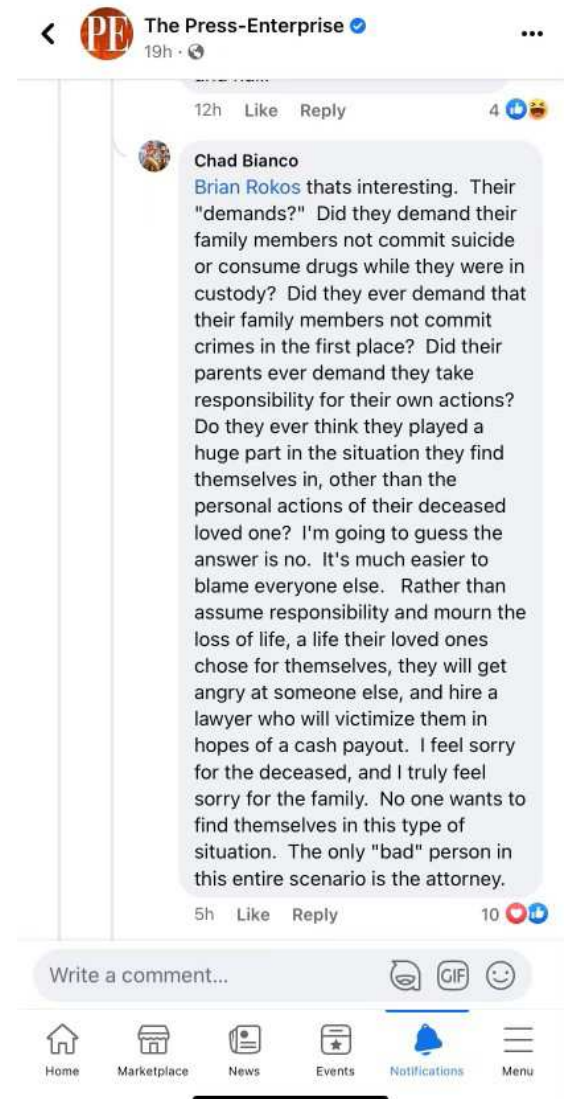 PE The Press-Enterprise
19h
12h Like Reply 4
Chad Bianco
Brian Rokos thats interesting. Their
"demands?" Did they demand their
family members not commit suicide
or consume drugs while they were in
custody? Did they ever demand that
their family members not commit
crimes in the first place? Did their
parents ever demand they take
responsibility for their own actions?
Do they ever think they played a
huge part in the situation they find
themselves in, other than the
personal actions of their deceased
loved one? I'm going to guess the
answer is no. It's much easier to
blame everyone else. Rather than
assume responsibility and mourn the
loss of life, a life their loved ones
chose for themselves, they will get
angry at someone else, and hire a
lawyer who will victimize them in
hopes of a cash payout. I feel sorry
for the deceased, and I truly feel
sorry for the family. No one wants to
find themselves in this type of
situation. The only "bad" person in
this entire scenario is the attorney.
5h Like Reply 10
Write a comment... GIF
Home Marketplace News Events Notifications Menu